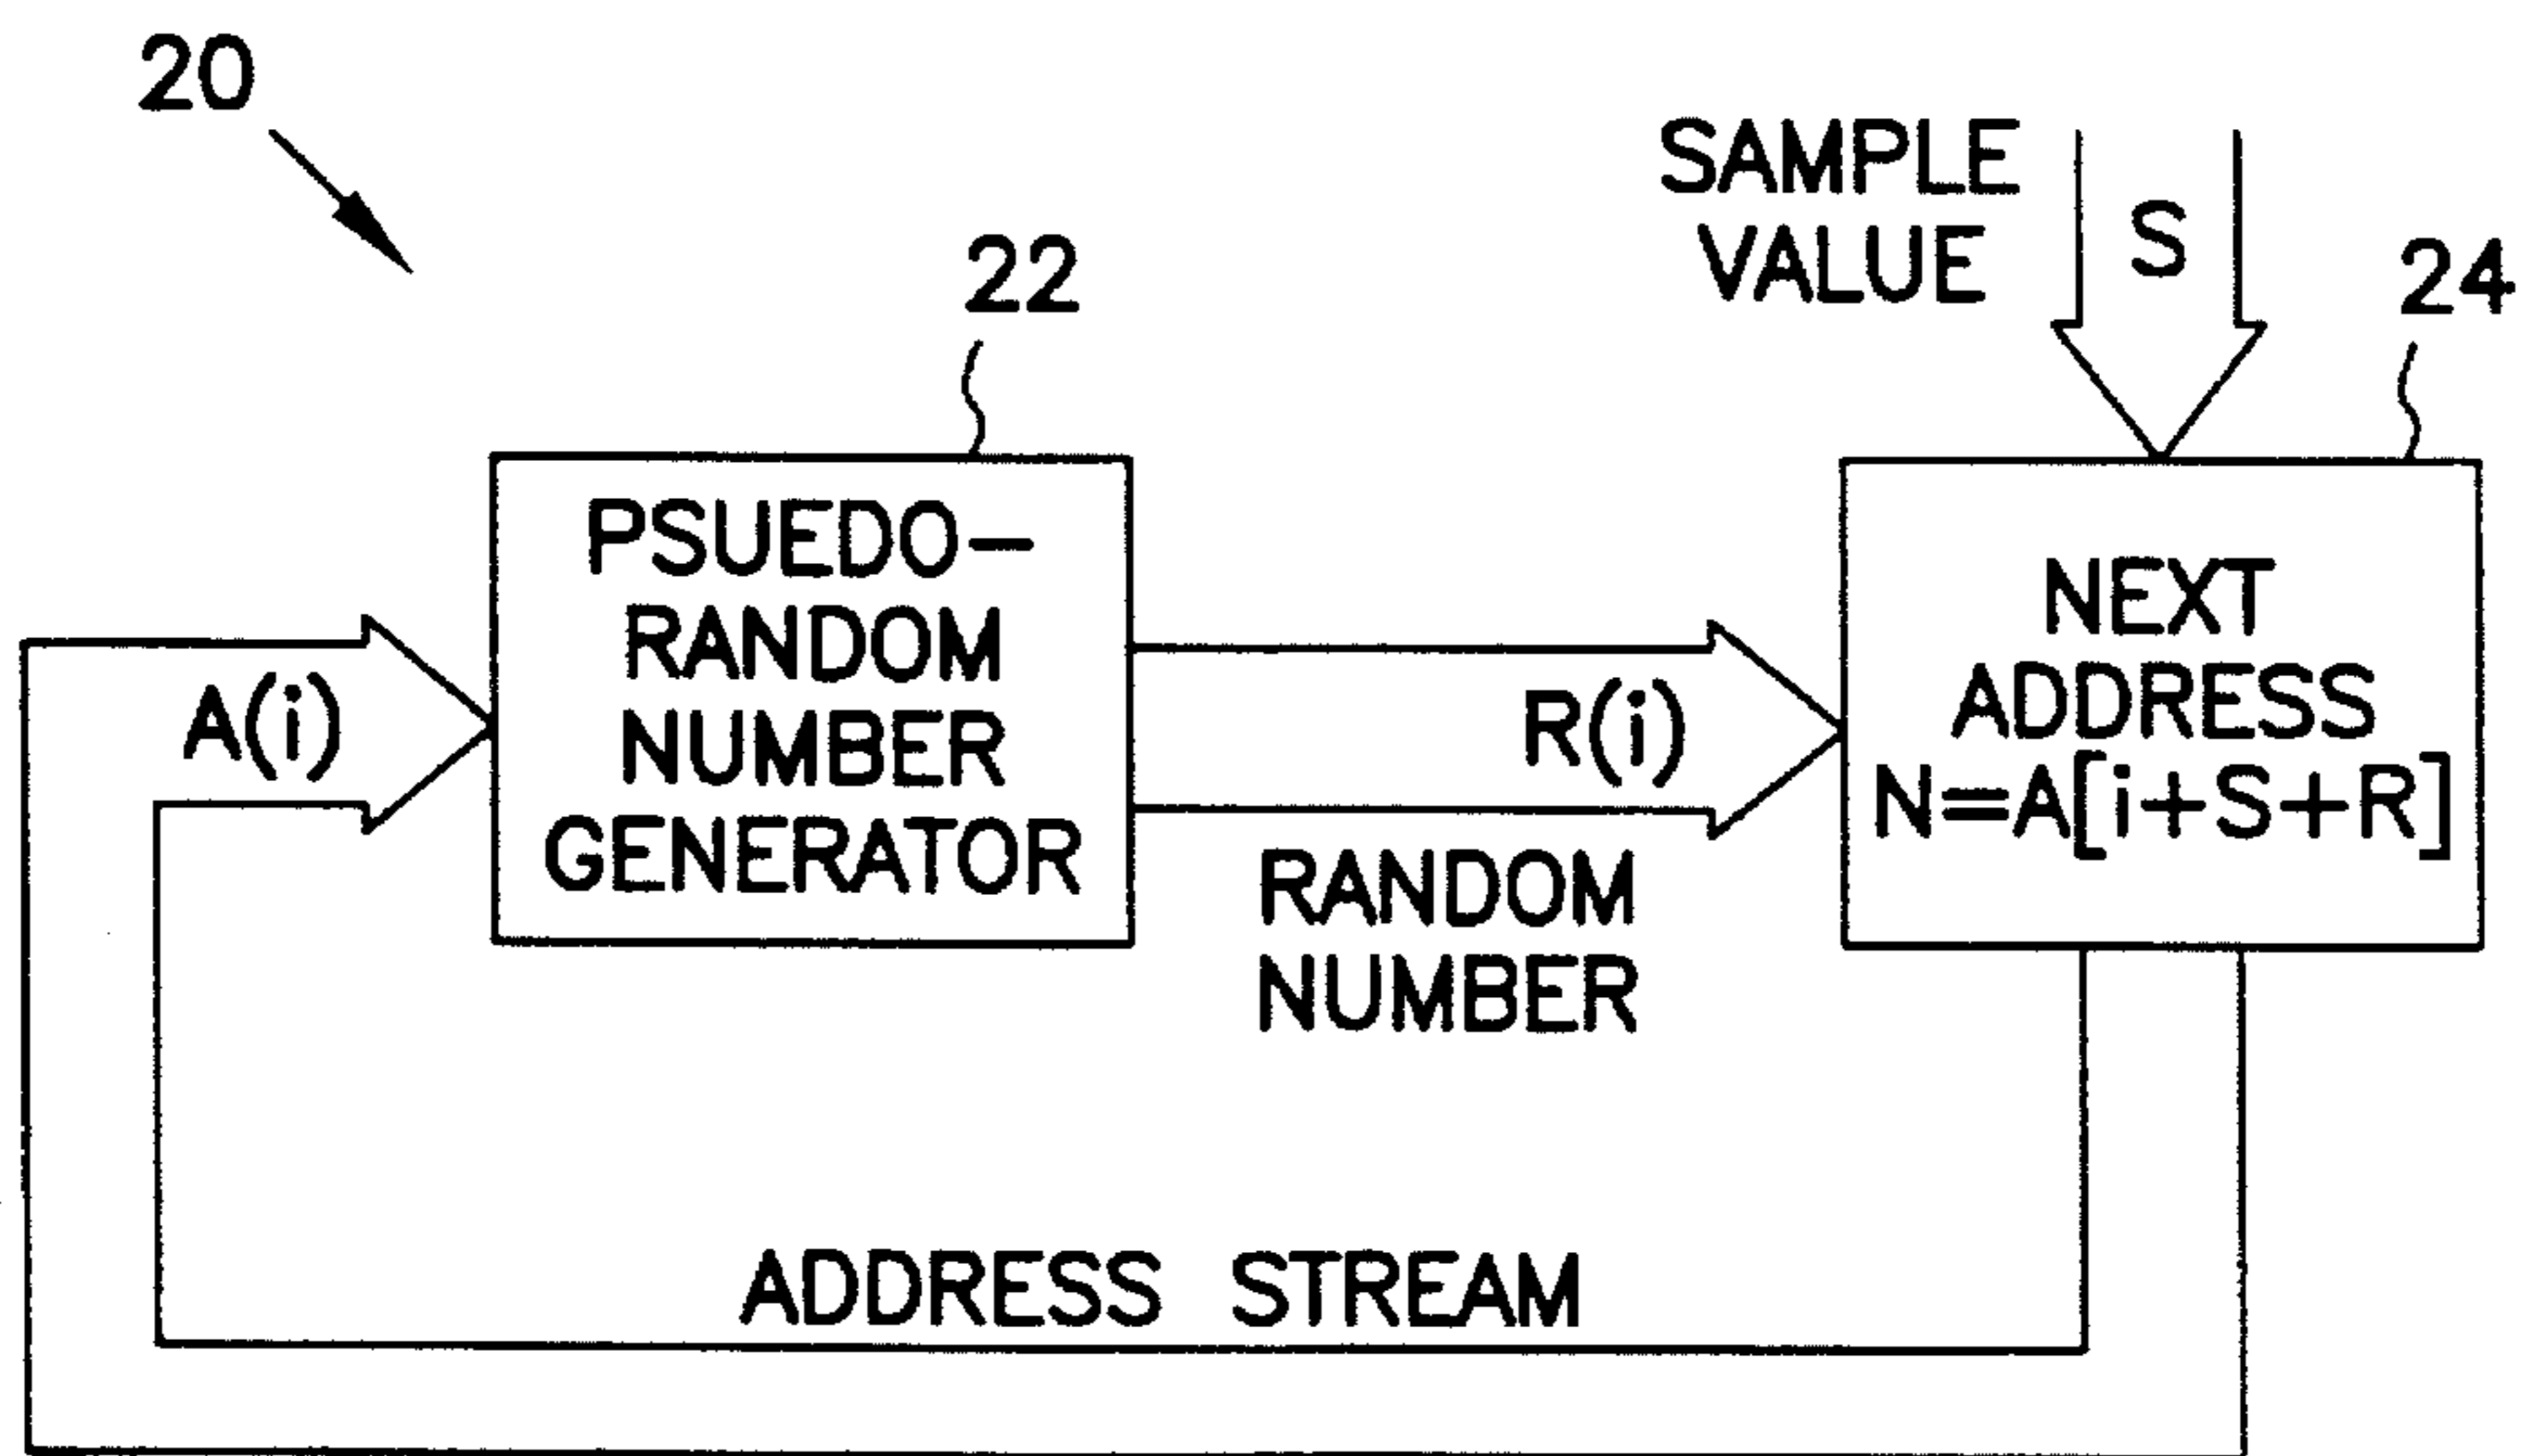 20
22
SAMPLE
VALUE
S
24
PSUEDO-
RANDOM
NUMBER
GENERATOR
A(i)
R(i)
RANDOM
NUMBER
NEXT
ADDRESS
N=A[i+S+R]
ADDRESS STREAM